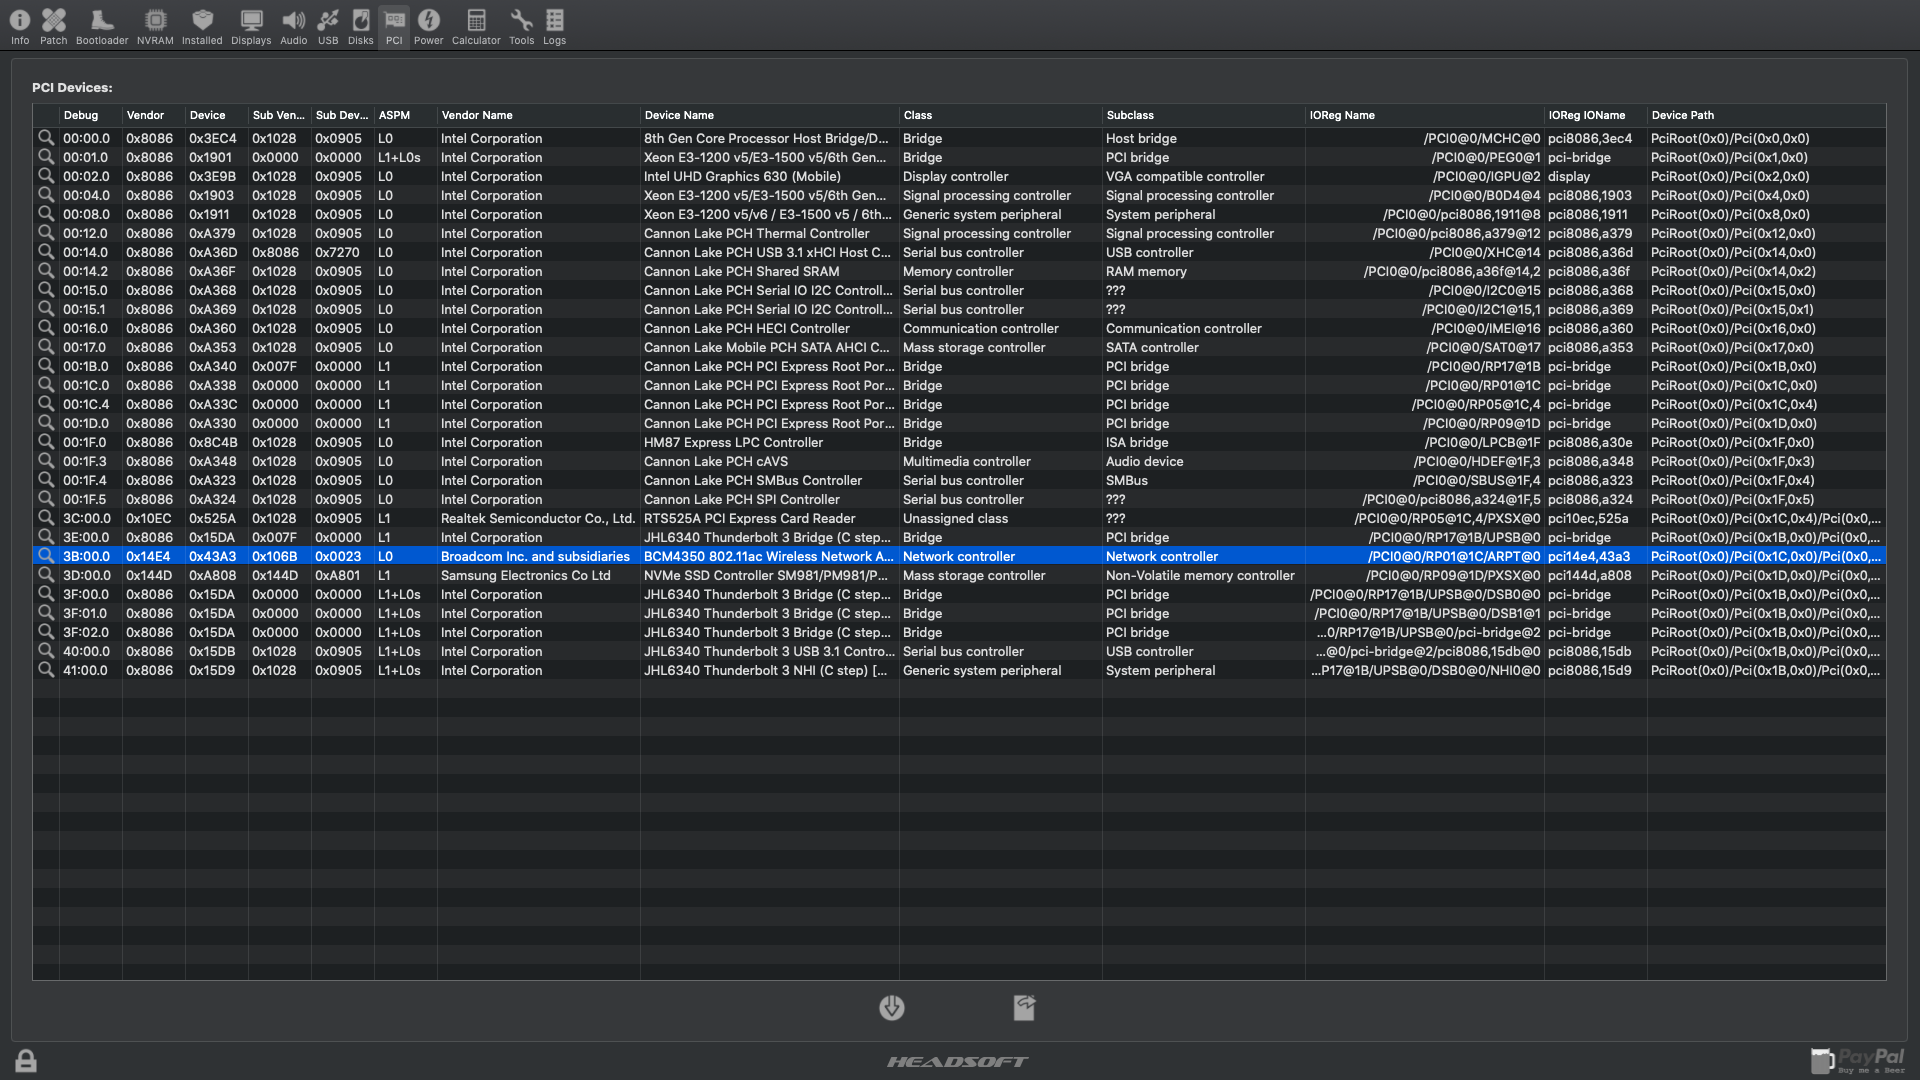 Info Patch Bootloader NVRAM Installed Displays Audio USB Disks PCI Power Calculator Tools Logs
PCI Devices:
Debug Vendor Device Sub Ven... Sub Dev... ASPM Vendor Name Device Name Class Subclass IOReg Name IOReg IOName Device Path
00:00.0 0x8086 0x3EC4 0x1028 0x0905 L0 Intel Corporation 8th Gen Core Processor Host Bridge/D... Bridge Host bridge /PCI0@0/MCHC@0 pci8086,3ec4 PciRoot(0x0)/Pci(0x0,0x0)
00:01.0 0x8086 0x1901 0x0000 0x0000 L1+L0s Intel Corporation Xeon E3-1200 v5/E3-1500 v5/6th Gen... Bridge PCI bridge /PCI0@0/PEG0@1 pci-bridge PciRoot(0x0)/Pci(0x1,0x0)
00:02.0 0x8086 0x3E9B 0x1028 0x0905 L0 Intel Corporation Intel UHD Graphics 630 (Mobile) Display controller VGA compatible controller /PCI0@0/IGPU@2 display PciRoot(0x0)/Pci(0x2,0x0)
00:04.0 0x8086 0x1903 0x1028 0x0905 L0 Intel Corporation Xeon E3-1200 v5/E3-1500 v5/6th Gen... Signal processing controller Signal processing controller /PCI0@0/B0D4@4 pci8086,1903 PciRoot(0x0)/Pci(0x4,0x0)
00:08.0 0x8086 0x1911 0x1028 0x0905 L0 Intel Corporation Xeon E3-1200 v5/v6 / E3-1500 v5 / 6th... Generic system peripheral System peripheral /PCI0@0/pci8086,1911@8 pci8086,1911 PciRoot(0x0)/Pci(0x8,0x0)
00:12.0 0x8086 0xA379 0x1028 0x0905 L0 Intel Corporation Cannon Lake PCH Thermal Controller Signal processing controller Signal processing controller /PCI0@0/pci8086,a379@12 pci8086,a379 PciRoot(0x0)/Pci(0x12,0x0)
00:14.0 0x8086 0xA36D 0x8086 0x7270 L0 Intel Corporation Cannon Lake PCH USB 3.1 xHCI Host C... Serial bus controller USB controller /PCI0@0/XHC@14 pci8086,a36d PciRoot(0x0)/Pci(0x14,0x0)
00:14.2 0x8086 0xA36F 0x1028 0x0905 L0 Intel Corporation Cannon Lake PCH Shared SRAM Memory controller RAM memory /PCI0@0/pci8086,a36f@14,2 pci8086,a36f PciRoot(0x0)/Pci(0x14,0x2)
00:15.0 0x8086 0xA368 0x1028 0x0905 L0 Intel Corporation Cannon Lake PCH Serial IO I2C Controll... Serial bus controller ??? /PCI0@0/I2C0@15 pci8086,a368 PciRoot(0x0)/Pci(0x15,0x0)
00:15.1 0x8086 0xA369 0x1028 0x0905 L0 Intel Corporation Cannon Lake PCH Serial IO I2C Controll... Serial bus controller ??? /PCI0@0/I2C1@15,1 pci8086,a369 PciRoot(0x0)/Pci(0x15,0x1)
00:16.0 0x8086 0xA360 0x1028 0x0905 L0 Intel Corporation Cannon Lake PCH HECI Controller Communication controller Communication controller /PCI0@0/IMEI@16 pci8086,a360 PciRoot(0x0)/Pci(0x16,0x0)
00:17.0 0x8086 0xA353 0x1028 0x0905 L0 Intel Corporation Cannon Lake Mobile PCH SATA AHCI C... Mass storage controller SATA controller /PCI0@0/SAT0@17 pci8086,a353 PciRoot(0x0)/Pci(0x17,0x0)
00:1B.0 0x8086 0xA340 0x007F 0x0000 L1 Intel Corporation Cannon Lake PCH PCI Express Root Por... Bridge PCI bridge /PCI0@0/RP17@1B pci-bridge PciRoot(0x0)/Pci(0x1B,0x0)
00:1C.0 0x8086 0xA338 0x0000 0x0000 L1 Intel Corporation Cannon Lake PCH PCI Express Root Por... Bridge PCI bridge /PCI0@0/RP01@1C pci-bridge PciRoot(0x0)/Pci(0x1C,0x0)
00:1C.4 0x8086 0xA33C 0x0000 0x0000 L1 Intel Corporation Cannon Lake PCH PCI Express Root Por... Bridge PCI bridge /PCI0@0/RP05@1C,4 pci-bridge PciRoot(0x0)/Pci(0x1C,0x4)
00:1D.0 0x8086 0xA330 0x0000 0x0000 L1 Intel Corporation Cannon Lake PCH PCI Express Root Por... Bridge PCI bridge /PCI0@0/RP09@1D pci-bridge PciRoot(0x0)/Pci(0x1D,0x0)
00:1F.0 0x8086 0x8C4B 0x1028 0x0905 L0 Intel Corporation HM87 Express LPC Controller Bridge ISA bridge /PCI0@0/LPCB@1F pci8086,a30e PciRoot(0x0)/Pci(0x1F,0x0)
00:1F.3 0x8086 0xA348 0x1028 0x0905 L0 Intel Corporation Cannon Lake PCH cAVS Multimedia controller Audio device /PCI0@0/HDEF@1F,3 pci8086,a348 PciRoot(0x0)/Pci(0x1F,0x3)
00:1F.4 0x8086 0xA323 0x1028 0x0905 L0 Intel Corporation Cannon Lake PCH SMBus Controller Serial bus controller SMBus /PCI0@0/SBUS@1F,4 pci8086,a323 PciRoot(0x0)/Pci(0x1F,0x4)
00:1F.5 0x8086 0xA324 0x1028 0x0905 L0 Intel Corporation Cannon Lake PCH SPI Controller Serial bus controller ??? /PCI0@0/pci8086,a324@1F,5 pci8086,a324 PciRoot(0x0)/Pci(0x1F,0x5)
3C:00.0 0x10EC 0x525A 0x1028 0x0905 L1 Realtek Semiconductor Co., Ltd. RTS525A PCI Express Card Reader Unassigned class ??? /PCI0@0/RP05@1C,4/PXSX@0 pci10ec,525a PciRoot(0x0)/Pci(0x1C,0x4)/Pci(0x0,...
3E:00.0 0x8086 0x15DA 0x007F 0x0000 L1 Intel Corporation JHL6340 Thunderbolt 3 Bridge (C step... Bridge PCI bridge /PCI0@0/RP17@1B/UPSB@0 pci-bridge PciRoot(0x0)/Pci(0x1B,0x0)/Pci(0x0,...
3B:00.0 0x14E4 0x43A3 0x106B 0x0023 L0 Broadcom Inc. and subsidiaries BCM4350 802.11ac Wireless Network A... Network controller Network controller /PCI0@0/RP01@1C/ARPT@0 pci14e4,43a3 PciRoot(0x0)/Pci(0x1C,0x0)/Pci(0x0,...
3D:00.0 0x144D 0xA808 0x144D 0xA801 L1 Samsung Electronics Co Ltd NVMe SSD Controller SM981/PM981/P... Mass storage controller Non-Volatile memory controller /PCI0@0/RP09@1D/PXSX@0 pci144d,a808 PciRoot(0x0)/Pci(0x1D,0x0)/Pci(0x0,...
3F:00.0 0x8086 0x15DA 0x0000 0x0000 L1+L0s Intel Corporation JHL6340 Thunderbolt 3 Bridge (C step... Bridge PCI bridge /PCI0@0/RP17@1B/UPSB@0/DSB0@0 pci-bridge PciRoot(0x0)/Pci(0x1B,0x0)/Pci(0x0,...
3F:01.0 0x8086 0x15DA 0x0000 0x0000 L1+L0s Intel Corporation JHL6340 Thunderbolt 3 Bridge (C step... Bridge PCI bridge /PCI0@0/RP17@1B/UPSB@0/DSB1@1 pci-bridge PciRoot(0x0)/Pci(0x1B,0x0)/Pci(0x0,...
3F:02.0 0x8086 0x15DA 0x0000 0x0000 L1+L0s Intel Corporation JHL6340 Thunderbolt 3 Bridge (C step... Bridge PCI bridge ...0/RP17@1B/UPSB@0/pci-bridge@2 pci-bridge PciRoot(0x0)/Pci(0x1B,0x0)/Pci(0x0,...
40:00.0 0x8086 0x15DB 0x1028 0x0905 L1+L0s Intel Corporation JHL6340 Thunderbolt 3 USB 3.1 Contro... Serial bus controller USB controller ...@0/pci-bridge@2/pci8086,15db@0 pci8086,15db PciRoot(0x0)/Pci(0x1B,0x0)/Pci(0x0,...
41:00.0 0x8086 0x15D9 0x1028 0x0905 L1+L0s Intel Corporation JHL6340 Thunderbolt 3 NHI (C step) [... Generic system peripheral System peripheral ...P17@1B/UPSB@0/DSB0@0/NHI0@0 pci8086,15d9 PciRoot(0x0)/Pci(0x1B,0x0)/Pci(0x0,...
HEADSOFT
PayPal
Buy me a Beer